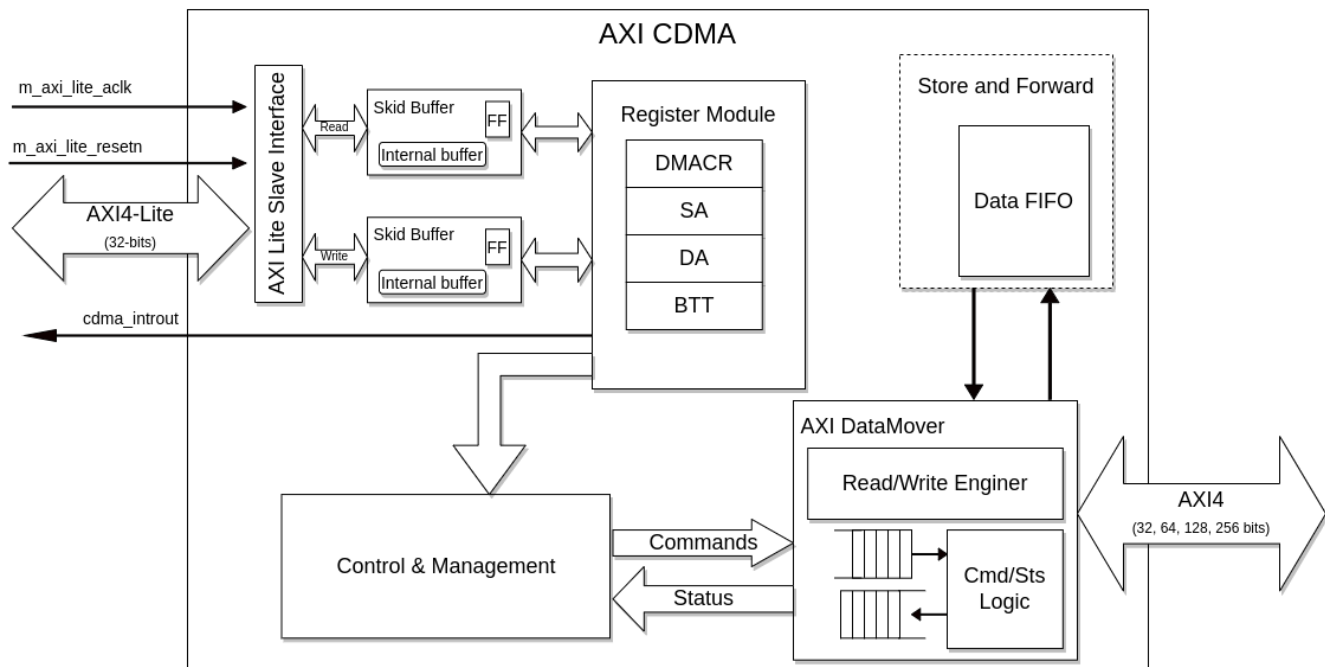 AXI CDMA
m_axi_lite_aclk
m_axi_lite_resetn
AXI4-Lite
(32-bits)
cdma_introut
AXI Lite Slave Interface
Read
Write
Skid Buffer
FF
Internal buffer
Skid Buffer
FF
Internal buffer
Register Module
DMACR
SA
DA
BTT
Store and Forward
Data FIFO
Control & Management
Commands
Status
AXI DataMover
Read/Write Enginer
Cmd/Sts
Logic
AXI4
(32, 64, 128, 256 bits)